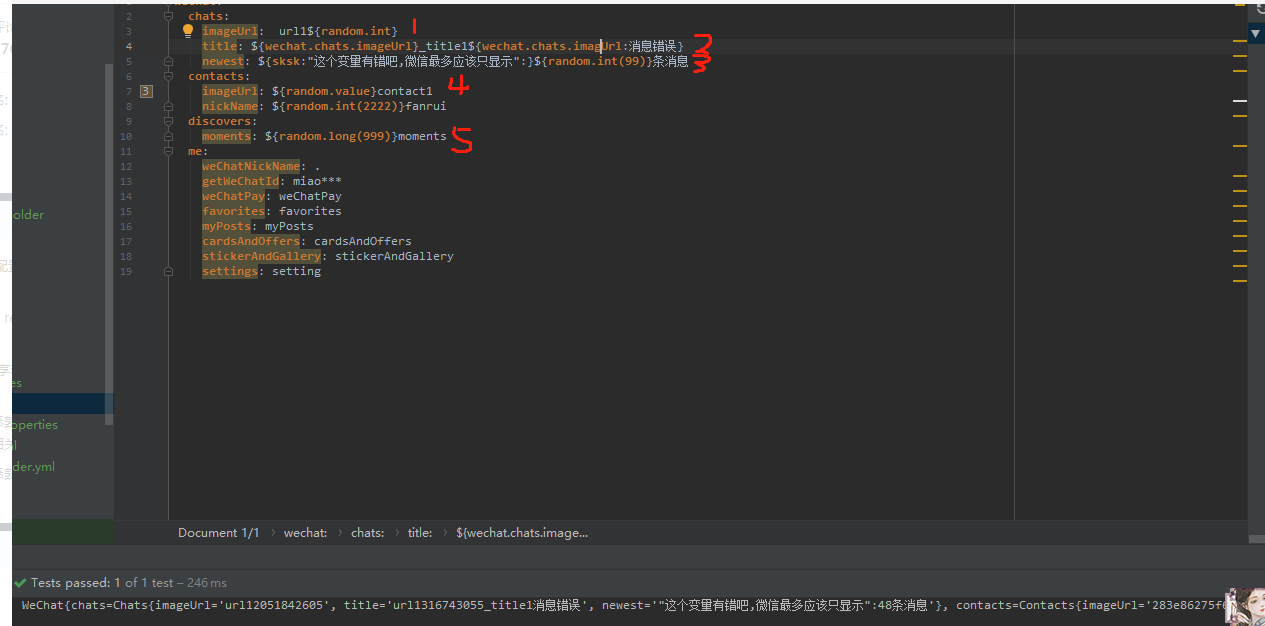 2 chats:
3 imageUrl: url1${random.int} 1
4 title: ${wechat.chats.imageUrl}_title1${wechat.chats.imagUrl:消息错误} 2
5 newest: ${sksk:"这个变量有错吧,微信最多应该只显示":}${random.int(99)}条消息 3
6 contacts:
7 3 imageUrl: ${random.value}contact1 4
8 nickName: ${random.int(2222)}fanrui
9 discovers:
10 moments: ${random.long(999)}moments 5
11 me:
12 weChatNickName: .
13 getWeChatId: miao***
14 weChatPay: weChatPay
15 favorites: favorites
older
16 myPosts: myPosts
17 cardsAndOffers: cardsAndOffers
18 stickerAndGallery: stickerAndGallery
19 settings: setting
es
operties
der.yml
Document 1/1 › wechat: › chats: › title: › ${wechat.chats.image...
Tests passed: 1 of 1 test – 246 ms
WeChat{chats=Chats{imageUrl='url12051842605', title='url1316743055_title1消息错误', newest='"这个变量有错吧,微信最多应该只显示":48条消息'}, contacts=Contacts{imageUrl='283e86275f